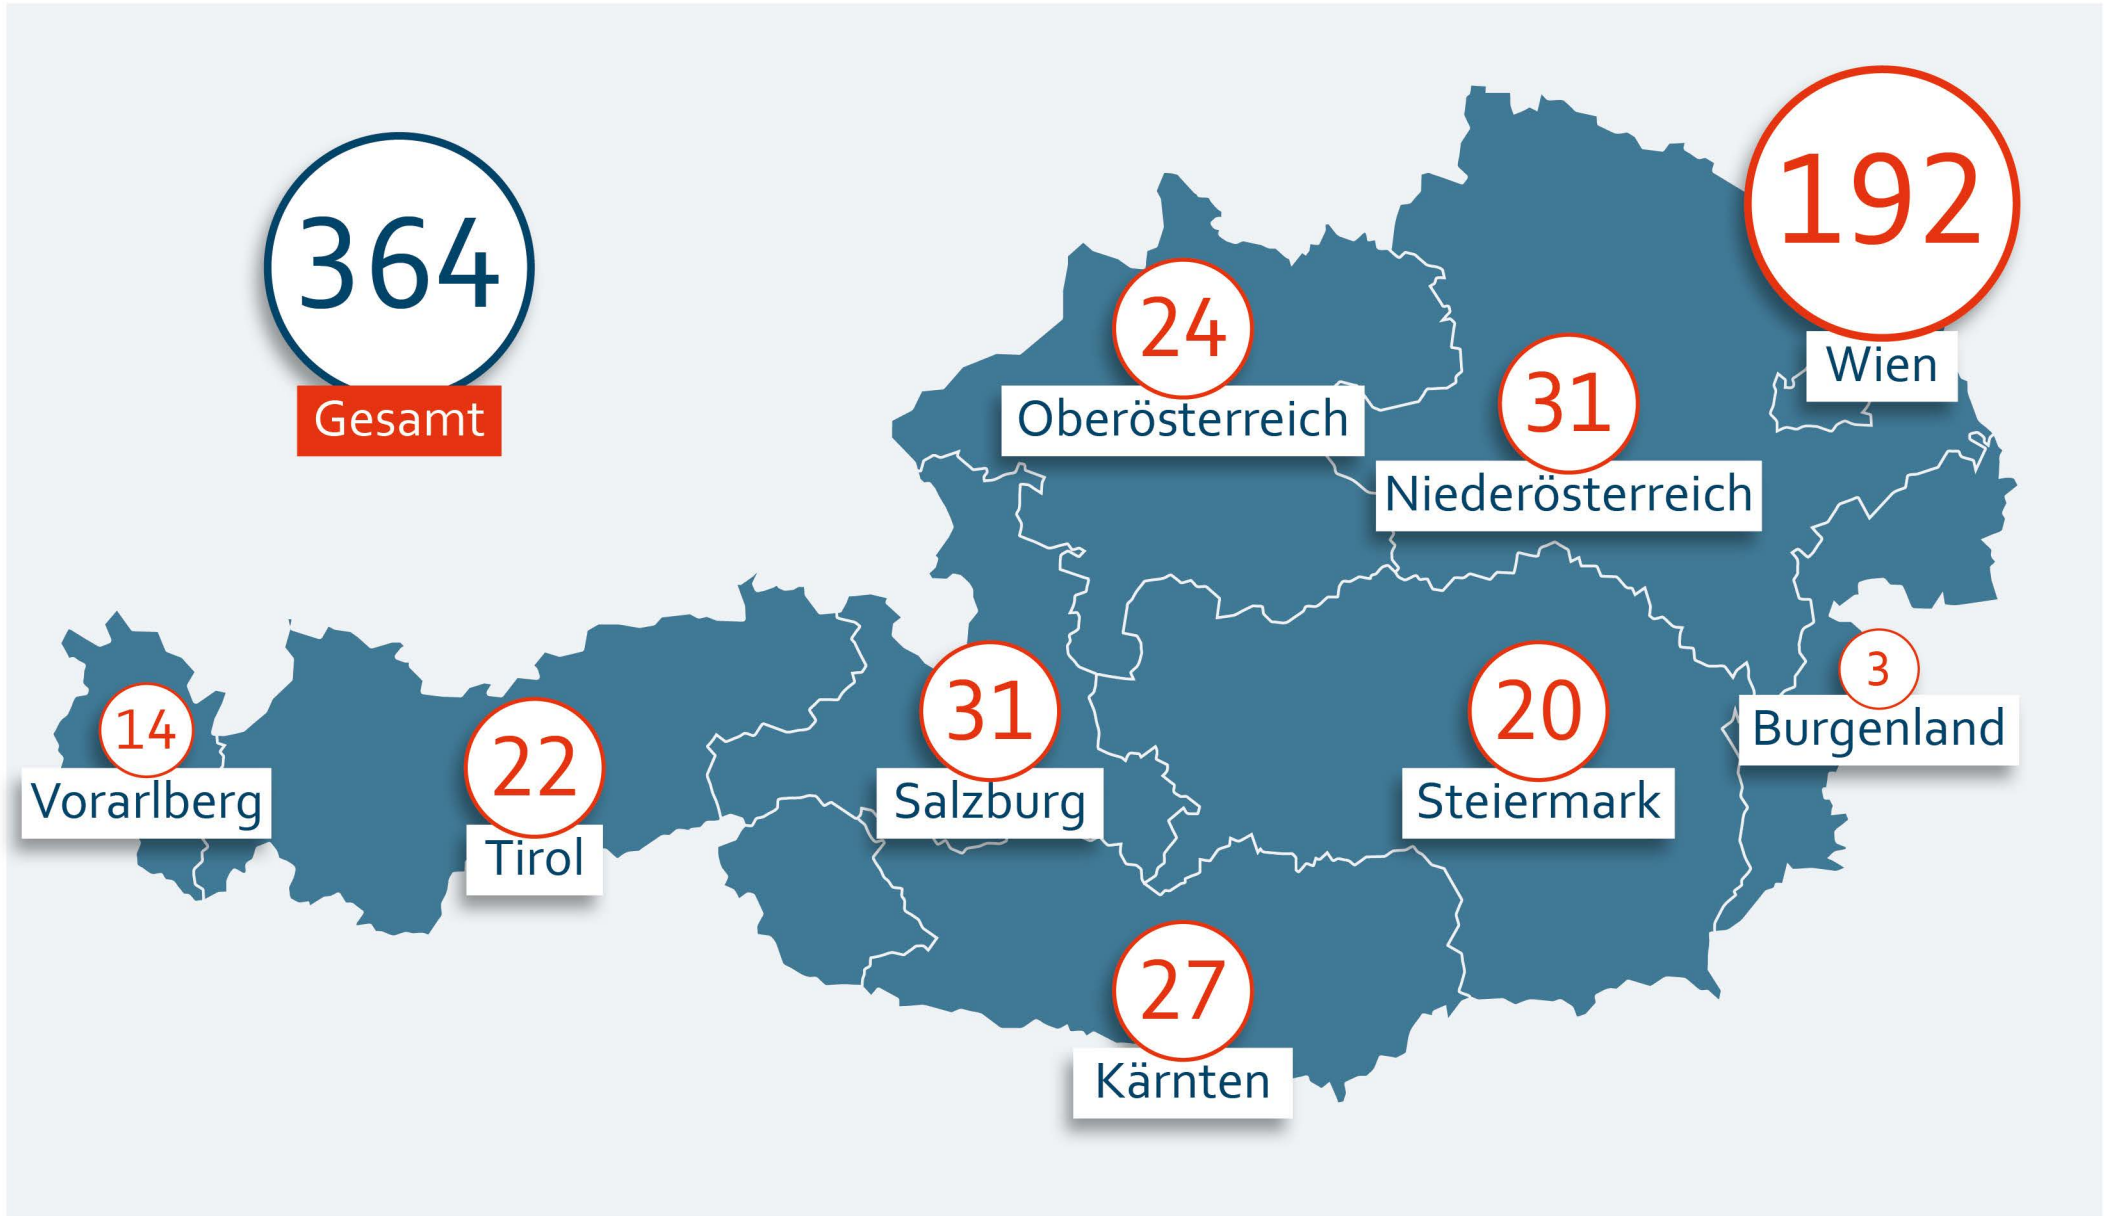 364
Gesamt
192
Wien
24
Oberösterreich
31
Niederösterreich
3
Burgenland
14
Vorarlberg
22
Tirol
31
Salzburg
20
Steiermark
27
Kärnten